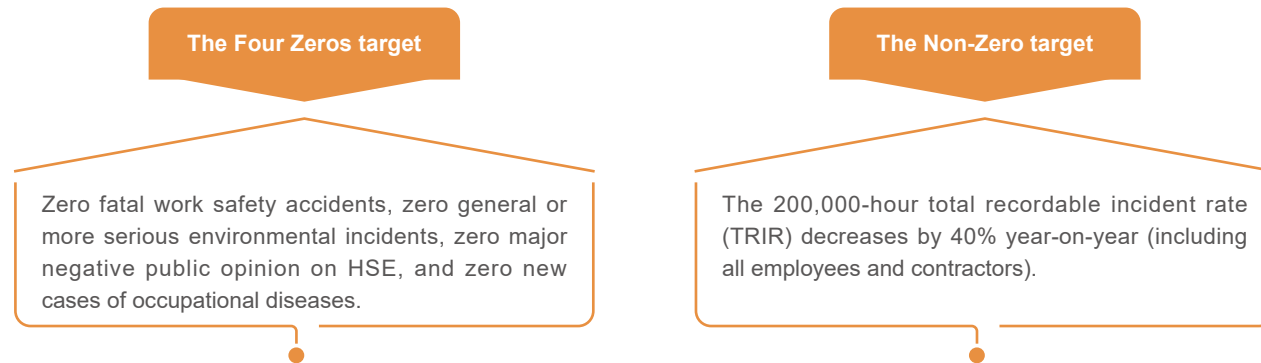 The Four Zeros target
Zero fatal work safety accidents, zero general or
more serious environmental incidents, zero major
negative public opinion on HSE, and zero new
cases of occupational diseases.
The Non-Zero target
The 200,000-hour total recordable incident rate
(TRIR) decreases by 40% year-on-year (including
all employees and contractors).